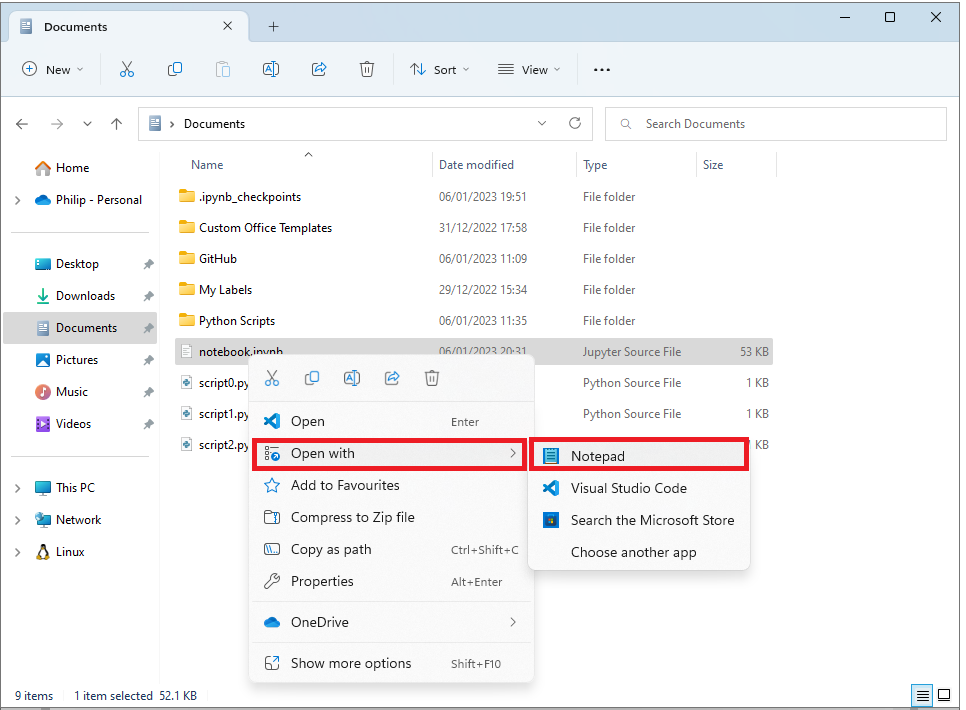 Documents
New
Sort
View
Documents
Search Documents
Name
Date modified
Type
Size
Home
Philip - Personal
Desktop
Downloads
Documents
Pictures
Music
Videos
This PC
Network
Linux
.ipynb_checkpoints 06/01/2023 19:51 File folder
Custom Office Templates 31/12/2022 17:58 File folder
GitHub 06/01/2023 11:09 File folder
My Labels 29/12/2022 15:34 File folder
Python Scripts 06/01/2023 11:35 File folder
notebook.ipynb 06/01/2023 20:31 Jupyter Source File 53 KB
script0.py Python Source File 1 KB
script1.py Python Source File 1 KB
script2.py KB
Open Enter
Open with
Add to Favourites
Compress to Zip file
Copy as path Ctrl+Shift+C
Properties Alt+Enter
OneDrive
Show more options Shift+F10
Notepad
Visual Studio Code
Search the Microsoft Store
Choose another app
9 items 1 item selected 52.1 KB